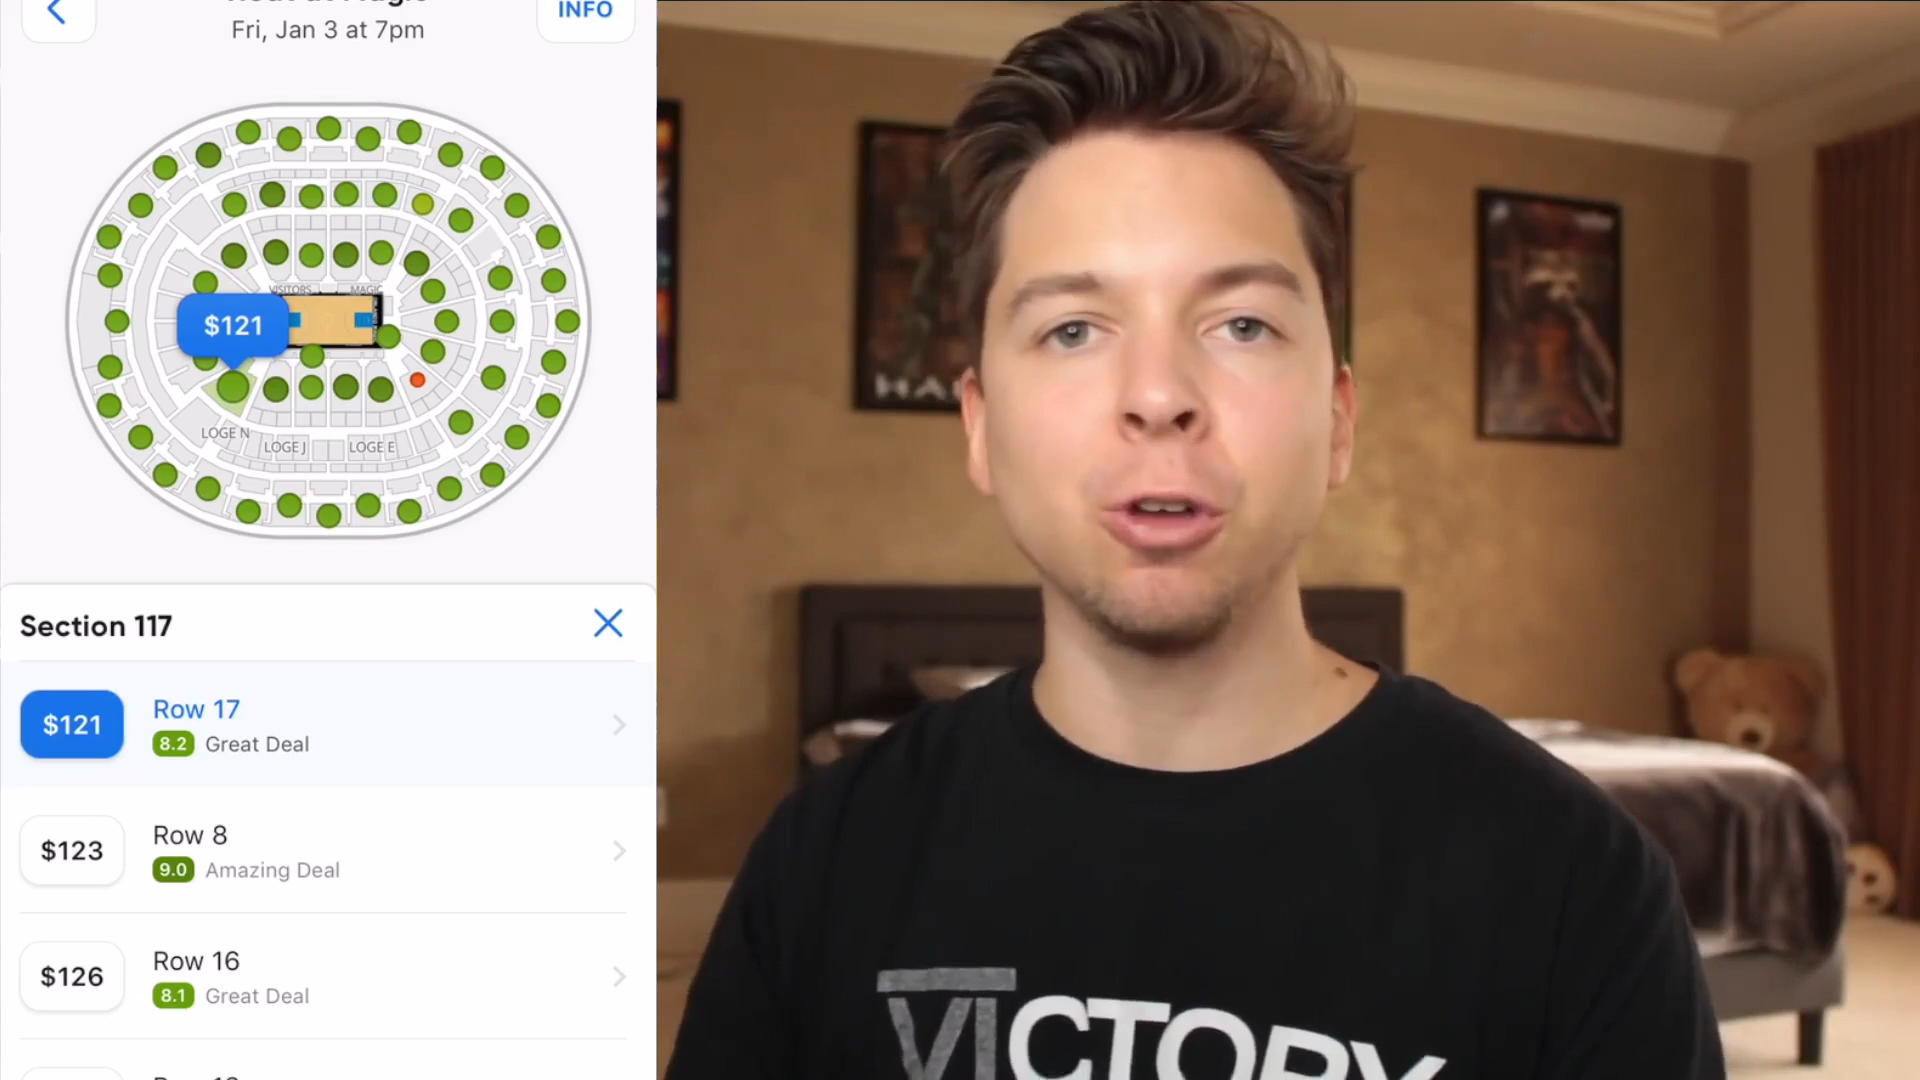 INFO
Fri, Jan 3 at 7pm
VISITORS
MAGIC
$121
LOGE N
LOGE J
LOGE E
Section 117
$121
Row 17
8.2 Great Deal
$123
Row 8
9.0 Amazing Deal
$126
Row 16
8.1 Great Deal
VICTORY